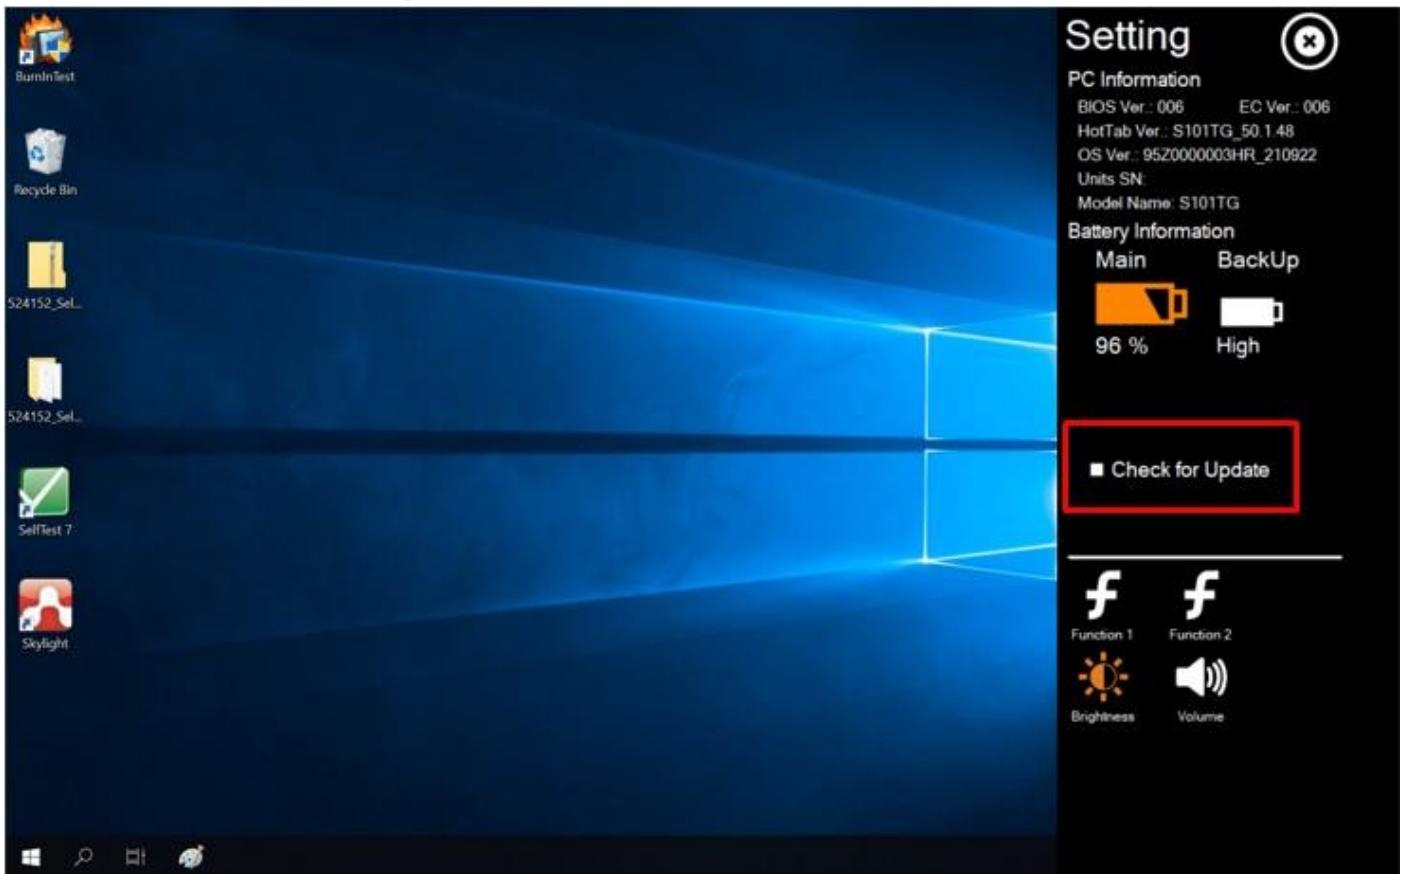 BurnInTest
Recycle Bin
524152_Sel...
524152_Sel...
SelfTest 7
Skylight
Setting
PC Information
BIOS Ver.: 006 EC Ver.: 006
HotTab Ver.: S101TG_50.1.48
OS Ver.: 95Z0000003HR_210922
Units SN:
Model Name: S101TG
Battery Information
Main BackUp
96 % High
Check for Update
Function 1 Function 2
Brightness Volume